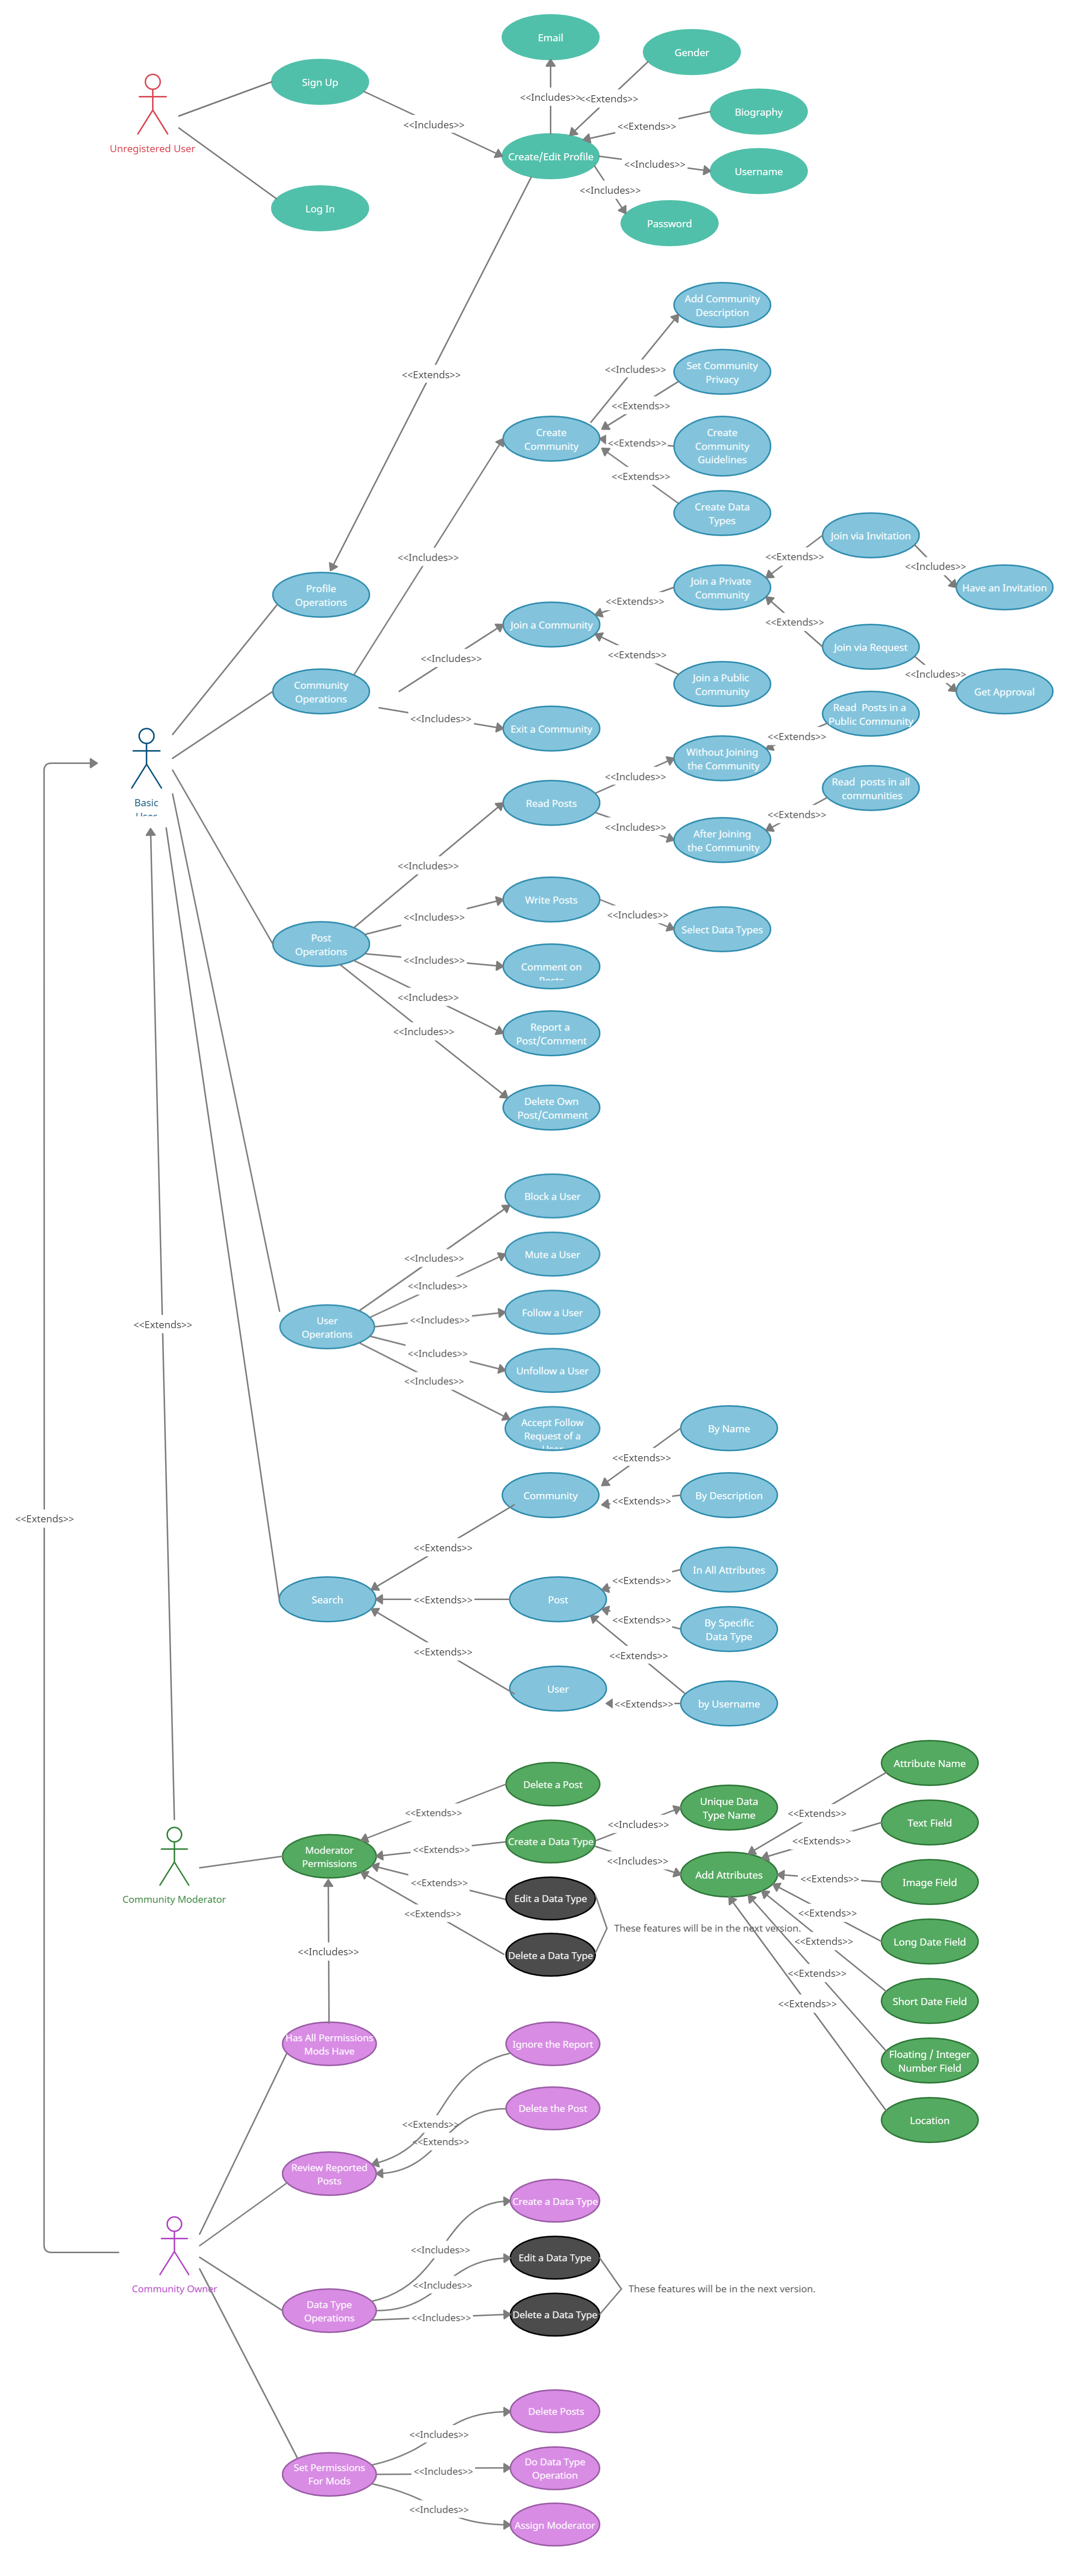 Email
Gender
Sign Up
<<Includes>>
<<Extends>>
Biography
<<Includes>>
<<Extends>>
Unregistered User
Create/Edit Profile
<<Includes>>
Username
<<Includes>>
Log In
Password
Add Community
Description
Set Community
Privacy
<<Includes>>
<<Extends>>
<<Extends>>
Create
Community
Create
Community
Guidelines
<<Extends>>
<<Extends>>
Create Data
Types
Join via Invitation
<<Includes>>
<<Extends>>
<<Includes>>
Profile
Operations
Join a Private
Community
Have an Invitation
<<Extends>>
Join a Community
<<Extends>>
Join via Request
<<Includes>>
<<Extends>>
<<Includes>>
Community
Operations
Join a Public
Community
Get Approval
<<Includes>>
Exit a Community
Read  Posts in a
Public Community
<<Extends>>
Without Joining
the Community
<<Includes>>
Read  posts in all
communities
Basic
Read Posts
<<Extends>>
<<Includes>>
After Joining
the Community
<<Includes>>
Write Posts
<<Includes>>
<<Includes>>
Select Data Types
Post
Operations
<<Includes>>
Comment on
<<Includes>>
Report a
Post/Comment
<<Includes>>
Delete Own
Post/Comment
Block a User
<<Includes>>
Mute a User
<<Includes>>
Follow a User
<<Includes>>
User
Operations
<<Extends>>
<<Includes>>
Unfollow a User
<<Includes>>
Accept Follow
Request of a
By Name
<<Extends>>
Community
<<Extends>>
By Description
<<Extends>>
<<Extends>>
In All Attributes
<<Extends>>
Search
<<Extends>>
Post
<<Extends>>
By Specific
Data Type
<<Extends>>
<<Extends>>
User
<<Extends>>
by Username
Attribute Name
Delete a Post
Unique Data
Type Name
<<Extends>>
<<Extends>>
Text Field
<<Includes>>
Create a Data Type
<<Extends>>
Moderator
Permissions
<<Extends>>
<<Includes>>
Add Attributes
<<Extends>>
Image Field
<<Extends>>
Community Moderator
Edit a Data Type
<<Extends>>
<<Extends>>
These features will be in the next version.
Long Date Field
<<Extends>>
<<Includes>>
Delete a Data Type
<<Extends>>
Short Date Field
<<Extends>>
Has All Permissions
Mods Have
Ignore the Report
Floating / Integer
Number Field
Delete the Post
Location
<<Extends>>
<<Extends>>
Review Reported
Posts
Create a Data Type
<<Includes>>
Edit a Data Type
<<Includes>>
Community Owner
These features will be in the next version.
Data Type
Operations
<<Includes>>
Delete a Data Type
Delete Posts
<<Includes>>
Set Permissions
For Mods
<<Includes>>
Do Data Type
Operation
<<Includes>>
Assign Moderator